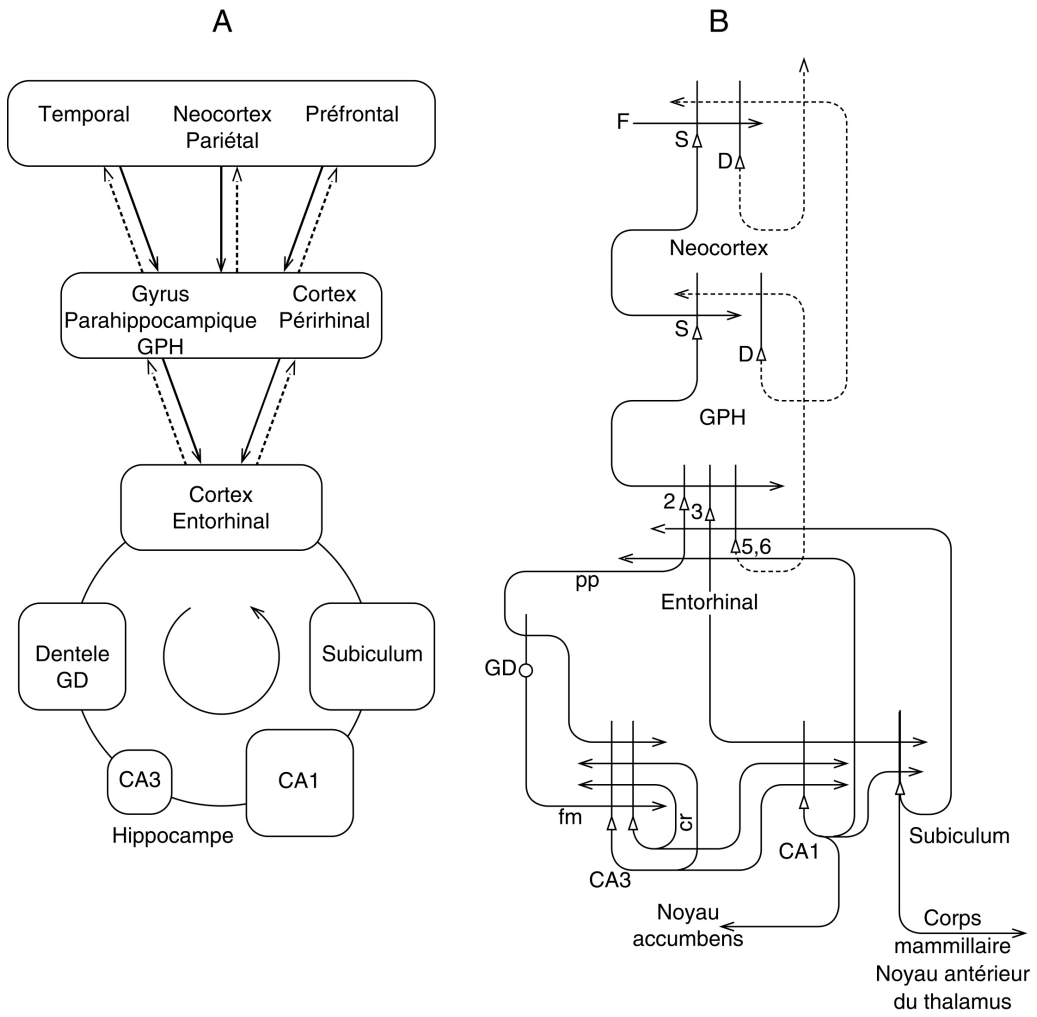 A
Temporal
Neocortex
Pariétal
Préfrontal
Gyrus
Parahippocampique
GPH
Cortex
Périrhinal
Cortex
Entorhinal
Dentele
GD
Subiculum
CA3
CA1
Hippocampe
B
F
S
D
Neocortex
S
D
GPH
2
3
5,6
pp
Entorhinal
GD
fm
cr
CA3
CA1
Subiculum
Noyau
accumbens
Corps
mammillaire
Noyau antérieur
du thalamus